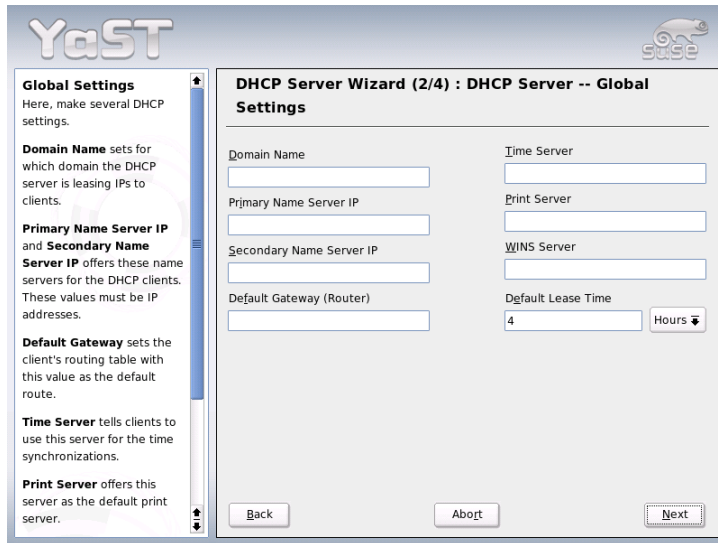 YaST
SUSE
Global Settings
Here, make several DHCP
settings.
Domain Name sets for
which domain the DHCP
server is leasing IPs to
clients.
Primary Name Server IP
and Secondary Name
Server IP offers these name
servers for the DHCP clients.
These values must be IP
addresses.
Default Gateway sets the
client's routing table with
this value as the default
route.
Time Server tells clients to
use this server for the time
synchronizations.
Print Server offers this
server as the default print
server.
DHCP Server Wizard (2/4) : DHCP Server -- Global
Settings
Domain Name
Primary Name Server IP
Secondary Name Server IP
Default Gateway (Router)
Time Server
Print Server
WINS Server
Default Lease Time
4 Hours
Back Abort Next